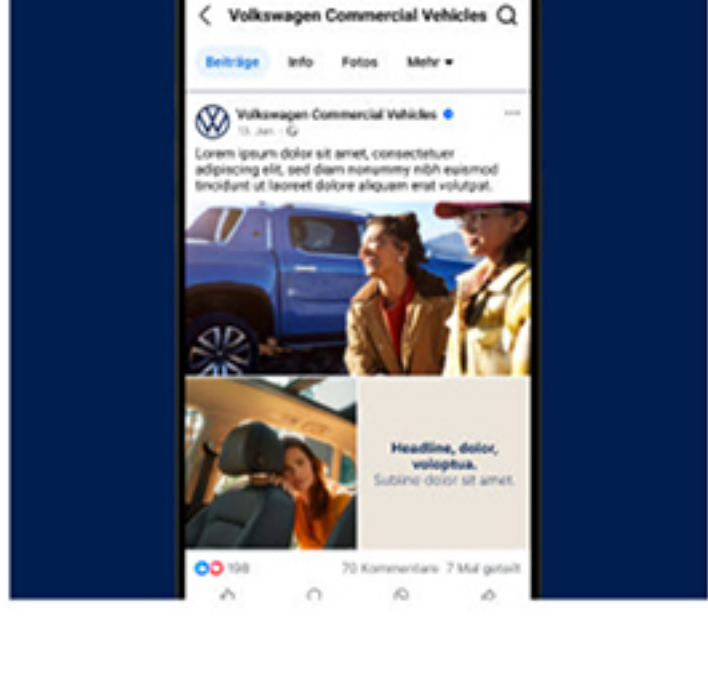 Volkswagen Commercial Vehicles
Beiträge Info Fotos Mehr
Volkswagen Commercial Vehicles
13. Jan.
Lorem ipsum dolor sit amet, consectetuer
adipiscing elit, sed diam nonummy nibh euismod
tincidunt ut laoreet dolore aliquam erat volutpat.
Headline, dolor,
voloptua.
Subline dolor sit amet.
198 70 Kommentare 7 Mal geteilt